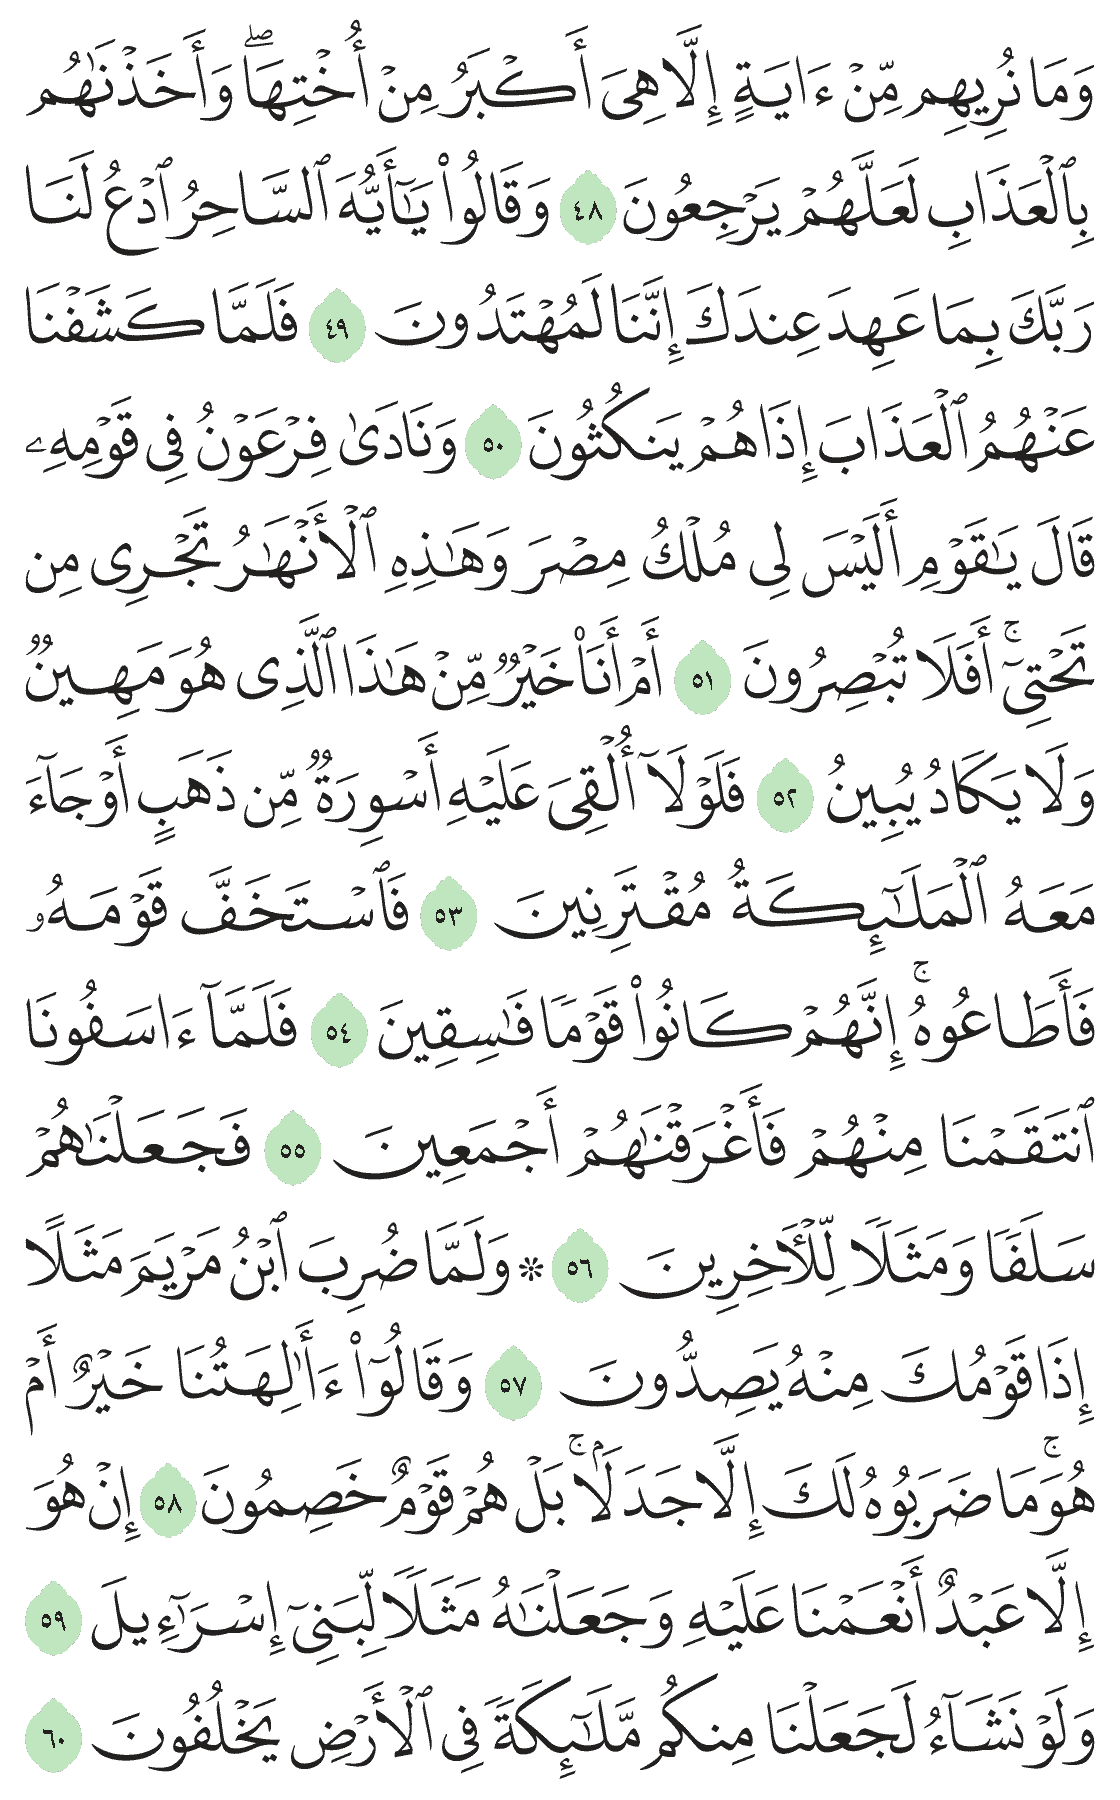 وَمَا نُرِيهِم مِّنْ ءَايَةٍ إِلَّا هِىَ أَكْبَرُ مِنْ أُخْتِهَا ۖ وَأَخَذْنَٰهُم
بِٱلْعَذَابِ لَعَلَّهُمْ يَرْجِعُونَ ٤٨ وَقَالُوا۟ يَٰٓأَيُّهَ ٱلسَّاحِرُ ٱدْعُ لَنَا
رَبَّكَ بِمَا عَهِدَ عِندَكَ إِنَّنَا لَمُهْتَدُونَ ٤٩ فَلَمَّا كَشَفْنَا
عَنْهُمُ ٱلْعَذَابَ إِذَا هُمْ يَنكُثُونَ ٥٠ وَنَادَىٰ فِرْعَوْنُ فِى قَوْمِهِۦ
قَالَ يَٰقَوْمِ أَلَيْسَ لِى مُلْكُ مِصْرَ وَهَٰذِهِ ٱلْأَنْهَٰرُ تَجْرِى مِن
تَحْتِىٓ ۚ أَفَلَا تُبْصِرُونَ ٥١ أَمْ أَنَا۠ خَيْرٌ مِّنْ هَٰذَا ٱلَّذِى هُوَ مَهِينٌ
وَلَا يَكَادُ يُبِينُ ٥٢ فَلَوْلَآ أُلْقِىَ عَلَيْهِ أَسْوِرَةٌ مِّن ذَهَبٍ أَوْ جَآءَ
مَعَهُ ٱلْمَلَٰٓئِكَةُ مُقْتَرِنِينَ ٥٣ فَٱسْتَخَفَّ قَوْمَهُۥ
فَأَطَاعُوهُ ۚ إِنَّهُمْ كَانُوا۟ قَوْمًا فَٰسِقِينَ ٥٤ فَلَمَّآ ءَاسَفُونَا
ٱنتَقَمْنَا مِنْهُمْ فَأَغْرَقْنَٰهُمْ أَجْمَعِينَ ٥٥ فَجَعَلْنَٰهُمْ
سَلَفًا وَمَثَلًا لِّلْـَٔاخِرِينَ ٥٦ ۞ وَلَمَّا ضُرِبَ ٱبْنُ مَرْيَمَ مَثَلًا
إِذَا قَوْمُكَ مِنْهُ يَصِدُّونَ ٥٧ وَقَالُوٓا۟ ءَأَٰلِهَتُنَا خَيْرٌ أَمْ
هُوَ ۚ مَا ضَرَبُوهُ لَكَ إِلَّا جَدَلًۢا ۚ بَلْ هُمْ قَوْمٌ خَصِمُونَ ٥٨ إِنْ هُوَ
إِلَّا عَبْدٌ أَنْعَمْنَا عَلَيْهِ وَجَعَلْنَٰهُ مَثَلًا لِّبَنِىٓ إِسْرَٰٓءِيلَ ٥٩
وَلَوْ نَشَآءُ لَجَعَلْنَا مِنكُم مَّلَٰٓئِكَةً فِى ٱلْأَرْضِ يَخْلُفُونَ ٦٠